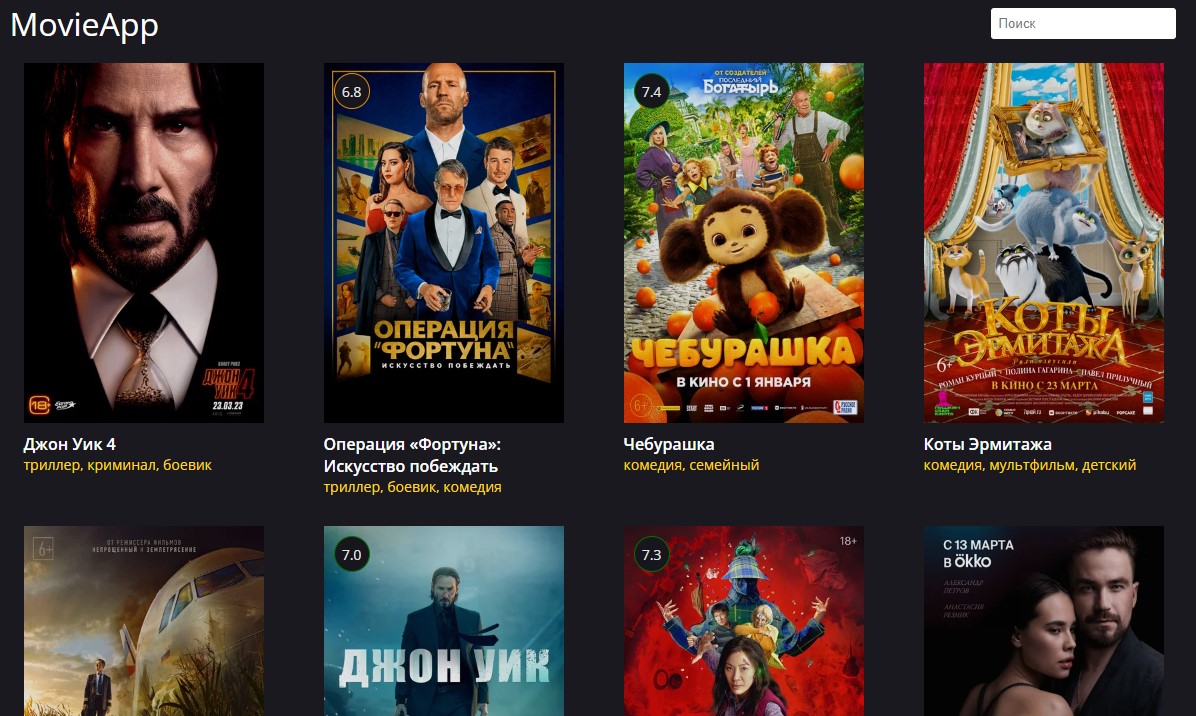 MovieApp
Поиск
ДЖОН
УИК 4
23.03.23
18+
Джон Уик 4
триллер, криминал, боевик
6.8
ОПЕРАЦИЯ
"ФОРТУНА"
ИСКУССТВО ПОБЕЖДАТЬ
Операция «Фортуна»:
Искусство побеждать
триллер, боевик, комедия
7.4
ОТ СОЗДАТЕЛЕЙ
ПОСЛЕДНИЙ
БОГАТЫРЬ
ЧЕБУРАШКА
В КИНО С 1 ЯНВАРЯ
6+
РУССКОЕ
РАДИО
Чебурашка
комедия, семейный
КОТЫ
ЭРМИТАЖА
6+
РОМАН КУРЦЫН • ПОЛИНА ГАГАРИНА • ПАВЕЛ ПРИЛУЧНЫЙ
В КИНО С 23 МАРТА
Коты Эрмитажа
комедия, мультфильм, детский
6+
ОТ РЕЖИССЕРА ФИЛЬМОВ
НЕПРОЩЕННЫЙ И ЗЕМЛЕТРЯСЕНИЕ
7.0
ДЖОН УИК
7.3
18+
С 13 МАРТА
В ökko
АЛЕКСАНДР
ПЕТРОВ
АНАСТАСИЯ
РЕЗНИК